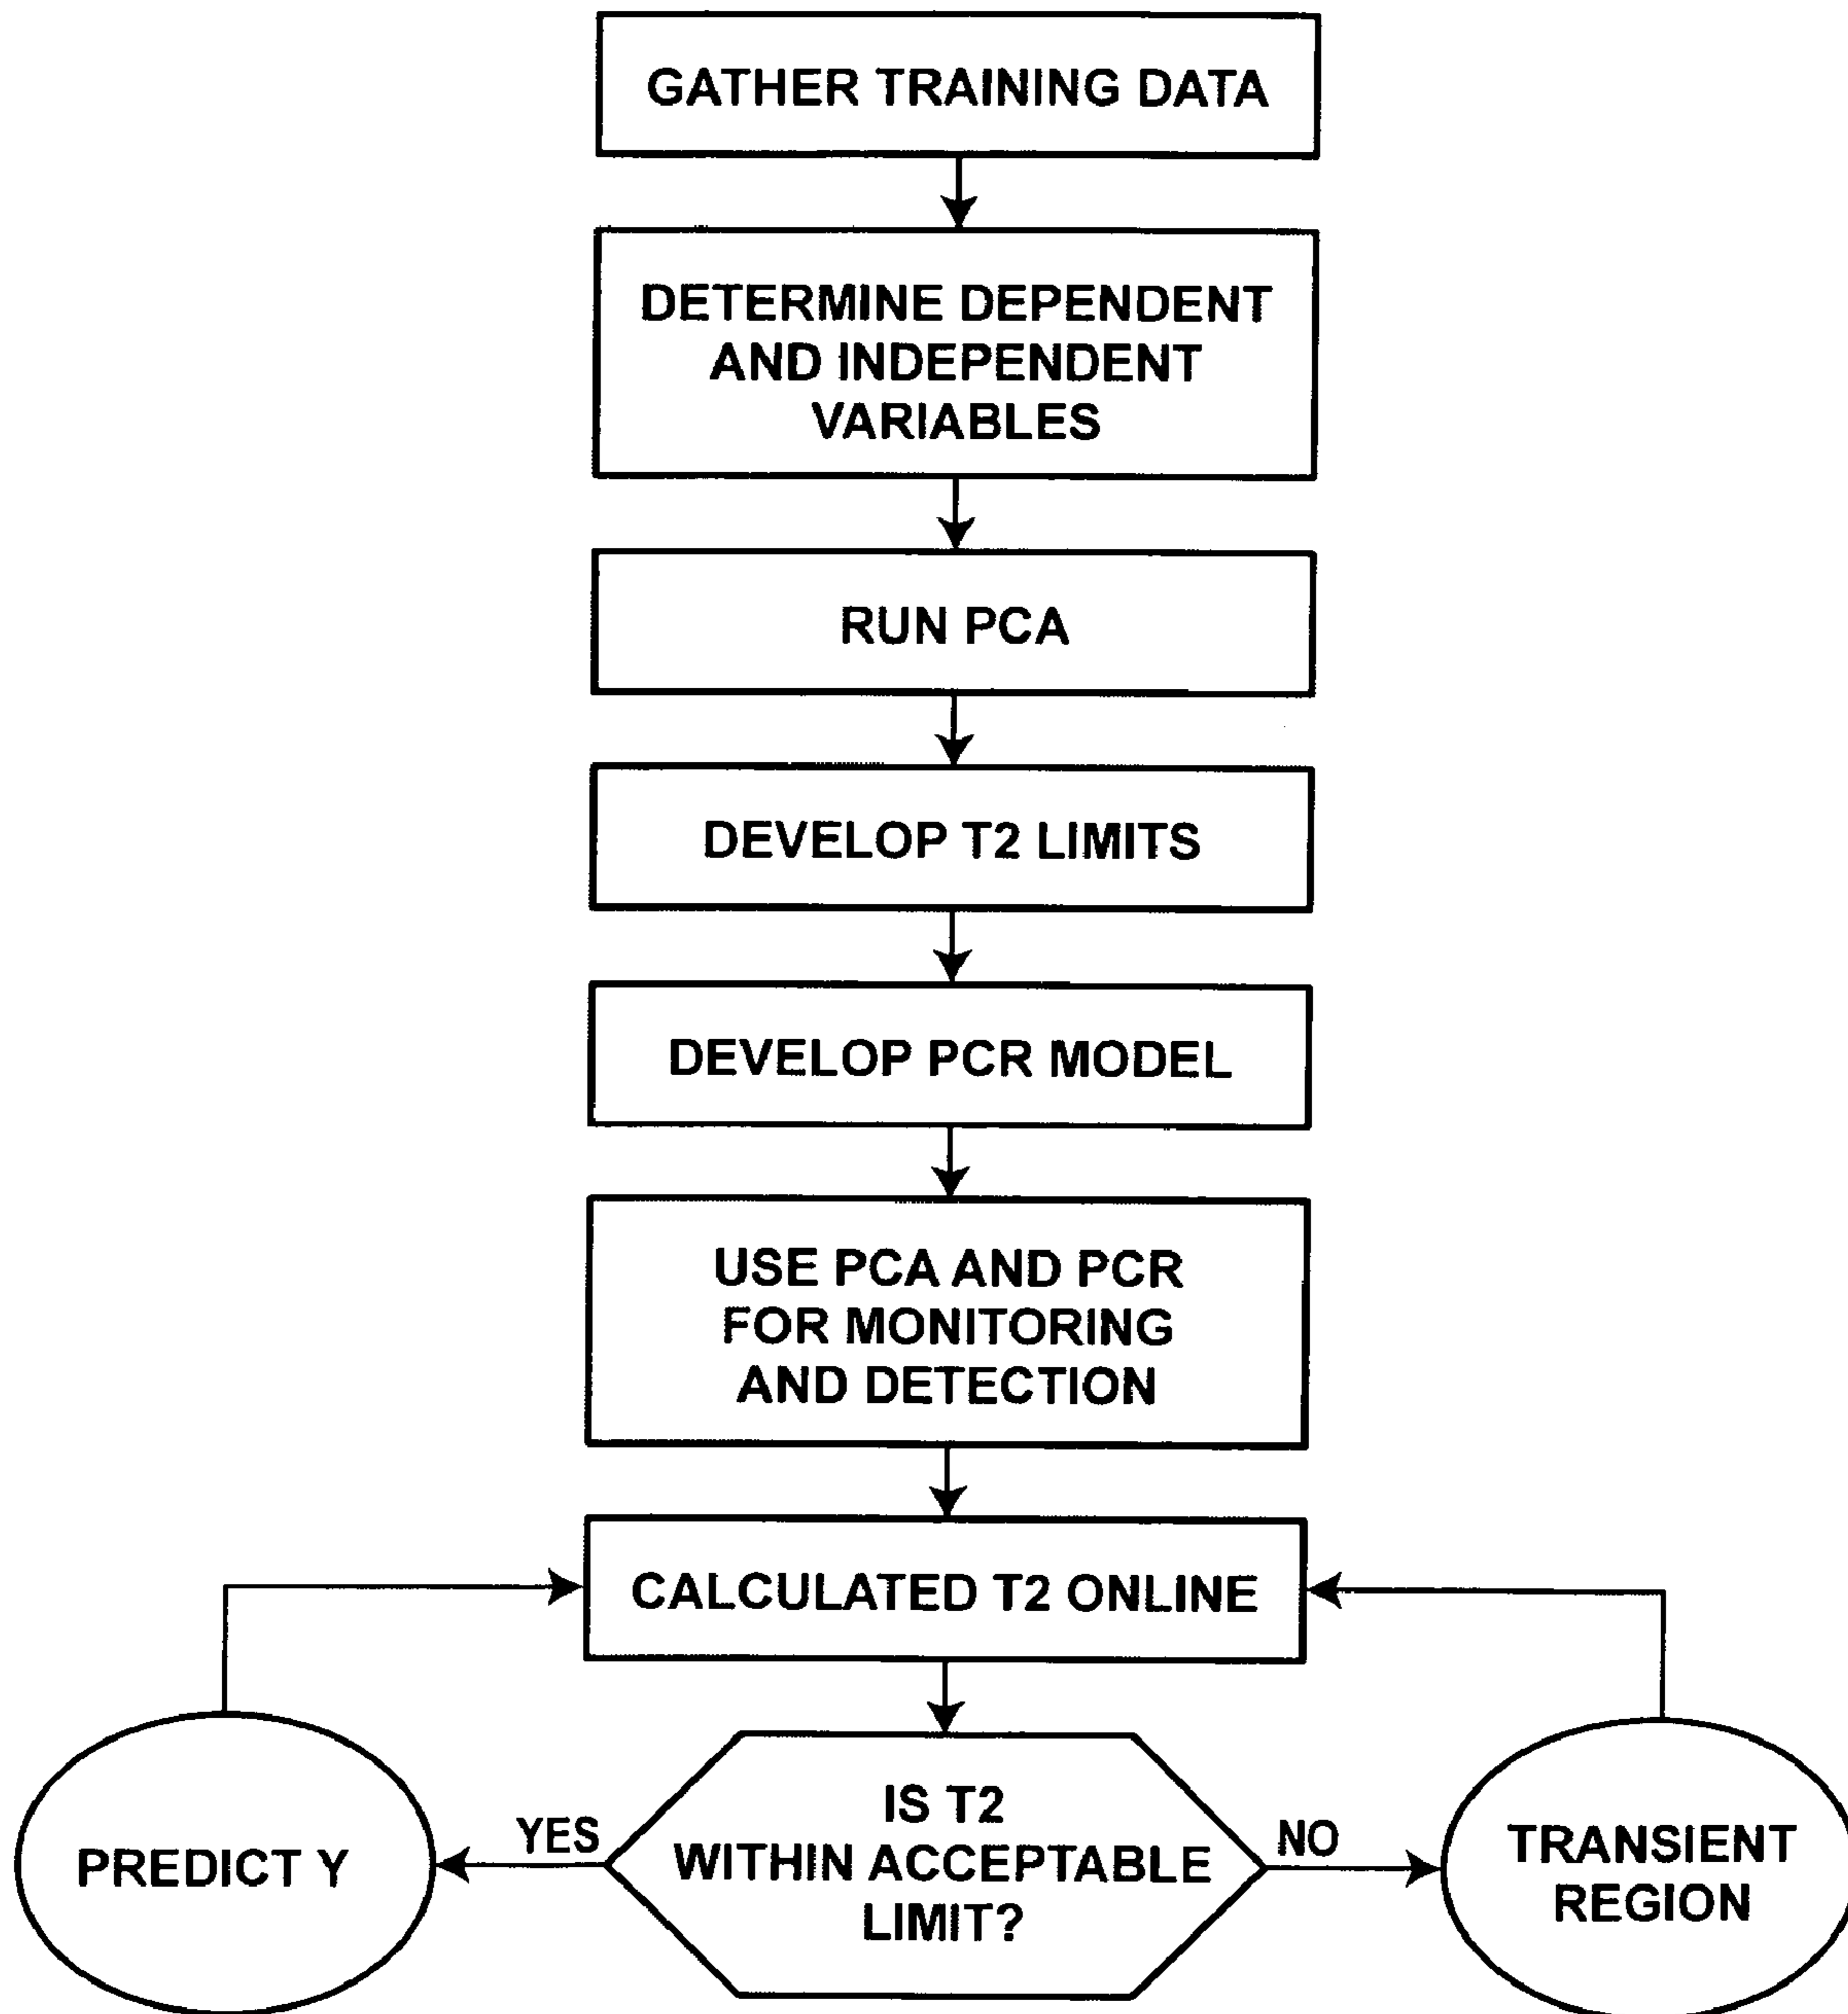 GATHER TRAINING DATA
DETERMINE DEPENDENT
AND INDEPENDENT
VARIABLES
RUN PCA
DEVELOP T2 LIMITS
DEVELOP PCR MODEL
USE PCA AND PCR
FOR MONITORING
AND DETECTION
CALCULATED T2 ONLINE
IS T2
WITHIN ACCEPTABLE
LIMIT?
YES
NO
PREDICT Y
TRANSIENT
REGION